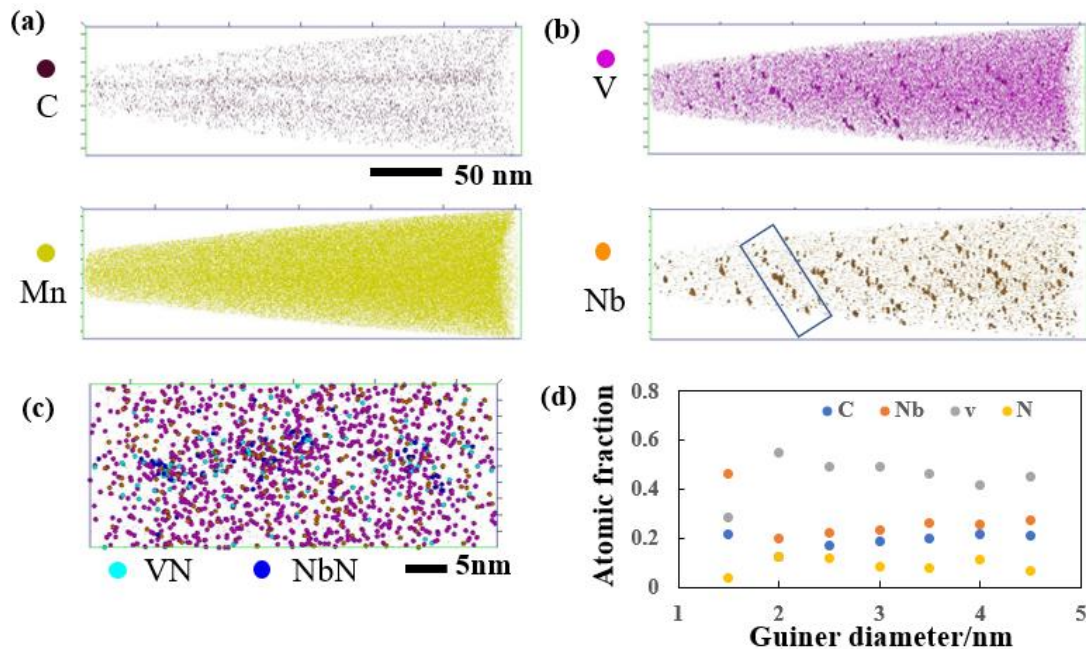 (a)
C
50 nm
Mn
(b)
V
Nb
(c)
VN
NbN
5nm
(d)
Atomic fraction
0.8
0.6
0.4
0.2
0
C
Nb
v
N
1
2
3
4
5
Guiner diameter/nm